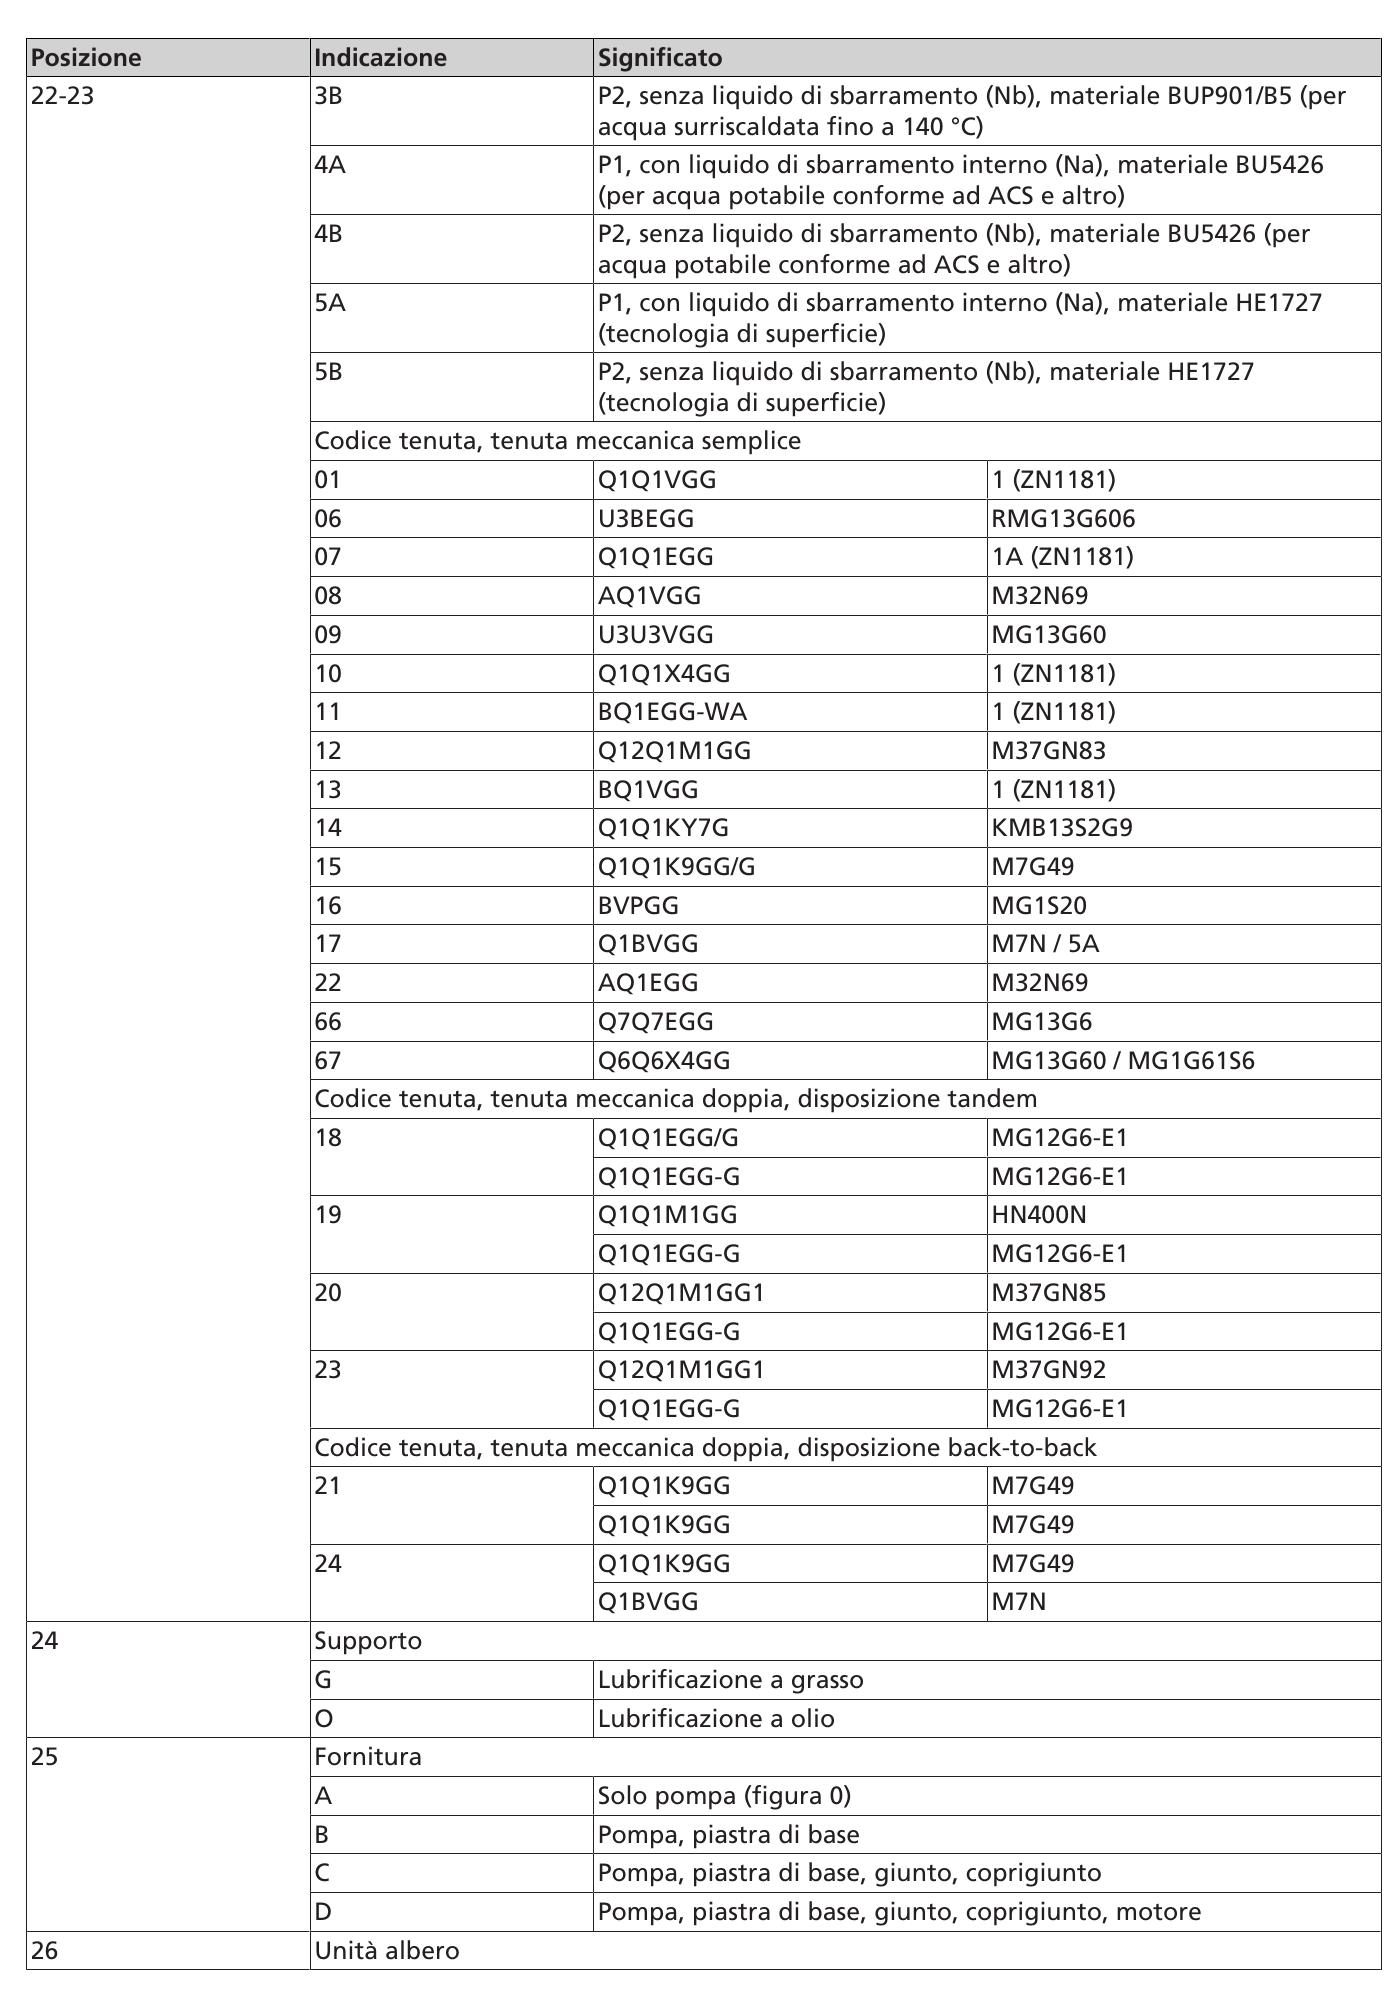 Posizione Indicazione Significato
22-23 3B P2, senza liquido di sbarramento (Nb), materiale BUP901/B5 (per
acqua surriscaldata fino a 140 °C)
4A P1, con liquido di sbarramento interno (Na), materiale BU5426
(per acqua potabile conforme ad ACS e altro)
4B P2, senza liquido di sbarramento (Nb), materiale BU5426 (per
acqua potabile conforme ad ACS e altro)
5A P1, con liquido di sbarramento interno (Na), materiale HE1727
(tecnologia di superficie)
5B P2, senza liquido di sbarramento (Nb), materiale HE1727
(tecnologia di superficie)
Codice tenuta, tenuta meccanica semplice
01 Q1Q1VGG 1 (ZN1181)
06 U3BEGG RMG13G606
07 Q1Q1EGG 1A (ZN1181)
08 AQ1VGG M32N69
09 U3U3VGG MG13G60
10 Q1Q1X4GG 1 (ZN1181)
11 BQ1EGG-WA 1 (ZN1181)
12 Q12Q1M1GG M37GN83
13 BQ1VGG 1 (ZN1181)
14 Q1Q1KY7G KMB13S2G9
15 Q1Q1K9GG/G M7G49
16 BVPGG MG1S20
17 Q1BVGG M7N / 5A
22 AQ1EGG M32N69
66 Q7Q7EGG MG13G6
67 Q6Q6X4GG MG13G60 / MG1G61S6
Codice tenuta, tenuta meccanica doppia, disposizione tandem
18 Q1Q1EGG/G MG12G6-E1
Q1Q1EGG-G MG12G6-E1
19 Q1Q1M1GG HN400N
Q1Q1EGG-G MG12G6-E1
20 Q12Q1M1GG1 M37GN85
Q1Q1EGG-G MG12G6-E1
23 Q12Q1M1GG1 M37GN92
Q1Q1EGG-G MG12G6-E1
Codice tenuta, tenuta meccanica doppia, disposizione back-to-back
21 Q1Q1K9GG M7G49
Q1Q1K9GG M7G49
24 Q1Q1K9GG M7G49
Q1BVGG M7N
24 Supporto
G Lubrificazione a grasso
O Lubrificazione a olio
25 Fornitura
A Solo pompa (figura 0)
B Pompa, piastra di base
C Pompa, piastra di base, giunto, coprigiunto
D Pompa, piastra di base, giunto, coprigiunto, motore
26 Unità albero